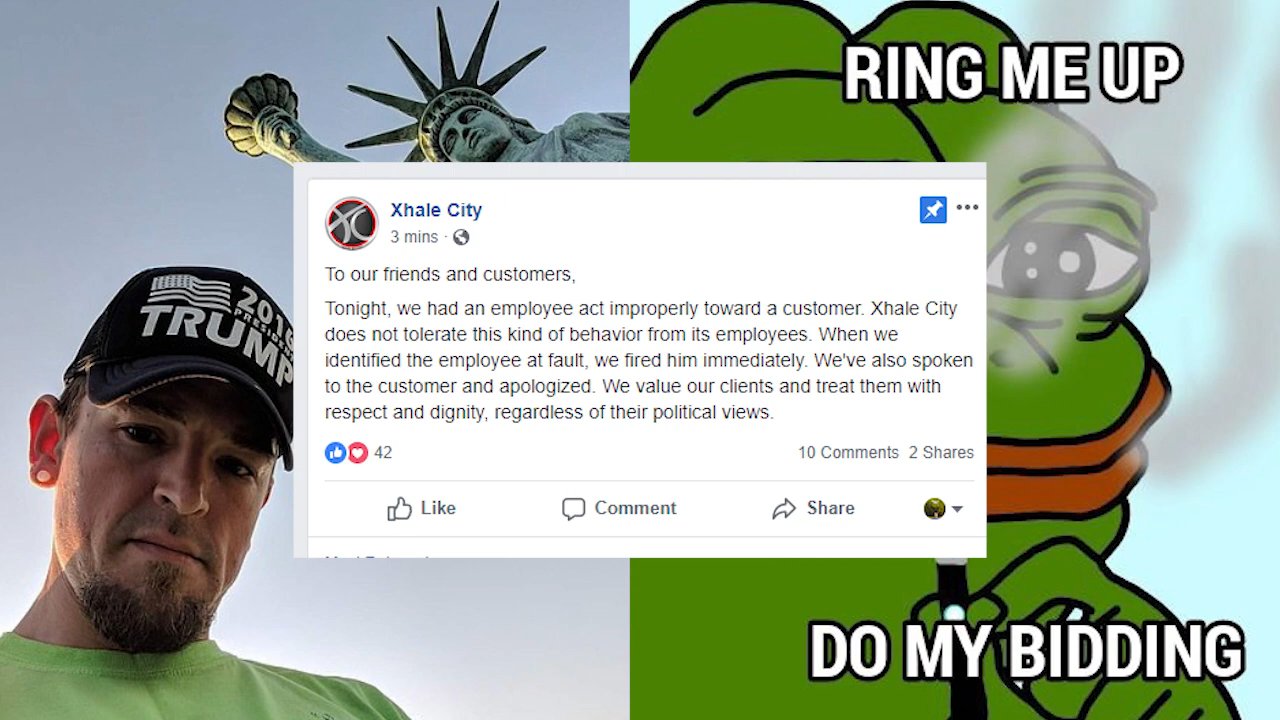 RING ME UP
Xhale City
3 mins ·
To our friends and customers,
Tonight, we had an employee act improperly toward a customer. Xhale City
does not tolerate this kind of behavior from its employees. When we
identified the employee at fault, we fired him immediately. We've also spoken
to the customer and apologized. We value our clients and treat them with
respect and dignity, regardless of their political views.
42
10 Comments 2 Shares
Like
Comment
Share
2016
PRESIDENT
TRUMP
DO MY BIDDING